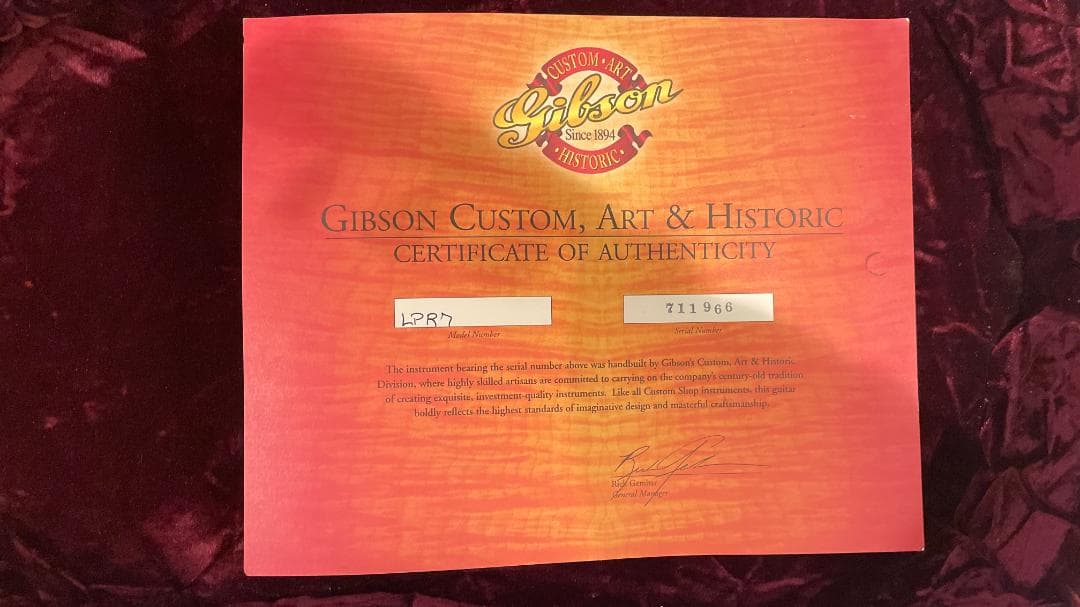 CUSTOM • ART
Gibson
Since 1894
• HISTORIC •
GIBSON CUSTOM, ART & HISTORIC
CERTIFICATE OF AUTHENTICITY
LPR7
711966
Model Number
Serial Number
The instrument bearing the serial number above was handbuilt by Gibson's Custom, Art & Historic
Division, where highly skilled artisans are committed to carrying on the company's century-old tradition
of creating exquisite, investment-quality instruments. Like all Custom Shop instruments, this guitar
boldly reflects the highest standards of imaginative design and masterful craftsmanship.
Rick Gembar
General Manager